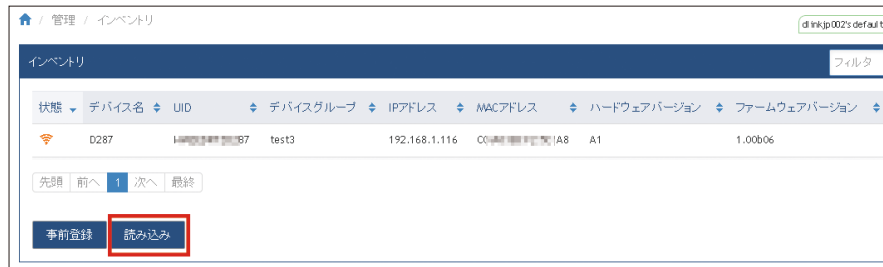 / 管理 / インベントリ
dlinkjp002's default
インベントリ
フィルタ
状態 デバイス名 UID デバイスグループ IPアドレス MACアドレス ハードウェアバージョン ファームウェアバージョン
D287 87 test3 192.168.1.116 A8 A1 1.00b06
先頭 前へ 1 次へ 最終
事前登録 読み込み